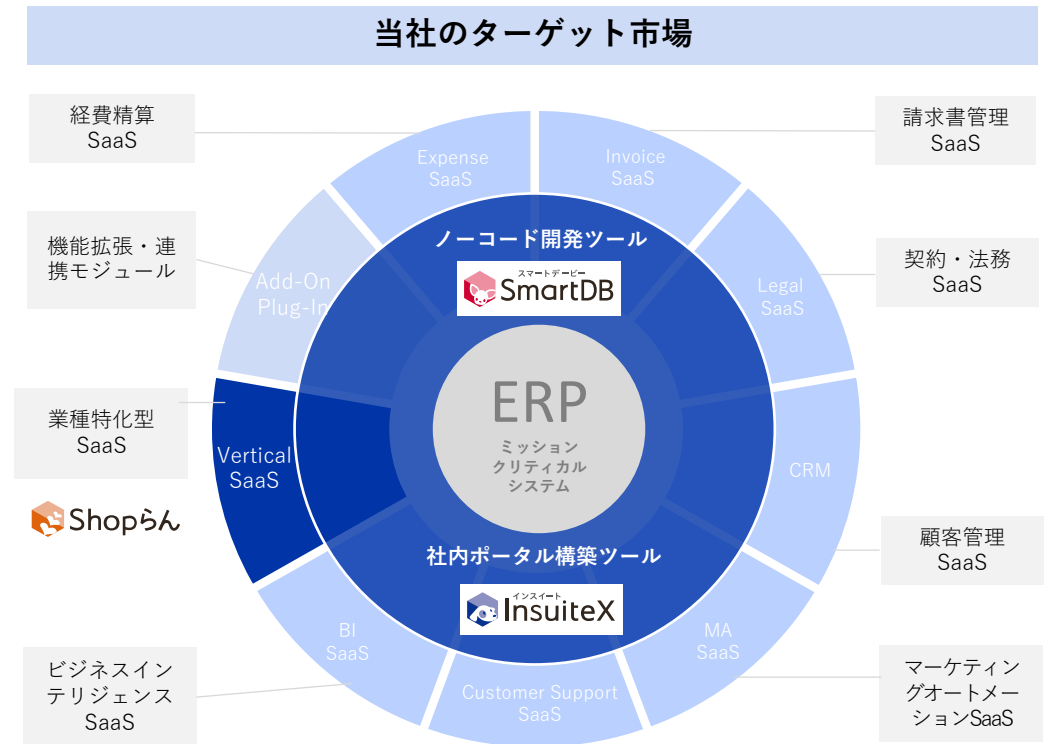 当社のターゲット市場
経費精算
SaaS
請求書管理
SaaS
Expense
SaaS
Invoice
SaaS
機能拡張・連
携モジュール
Add-On
Plug-In
ノーコード開発ツール
スマートデービー
SmartDB
Legal
SaaS
契約・法務
SaaS
ERP
ミッション
クリティカル
システム
業種特化型
SaaS
Vertical
SaaS
CRM
Shopらん
顧客管理
SaaS
社内ポータル構築ツール
インスイート
InsuiteX
BI
SaaS
MA
SaaS
Customer Support
SaaS
ビジネスイン
テリジェンス
SaaS
マーケティン
グオートメー
ションSaaS